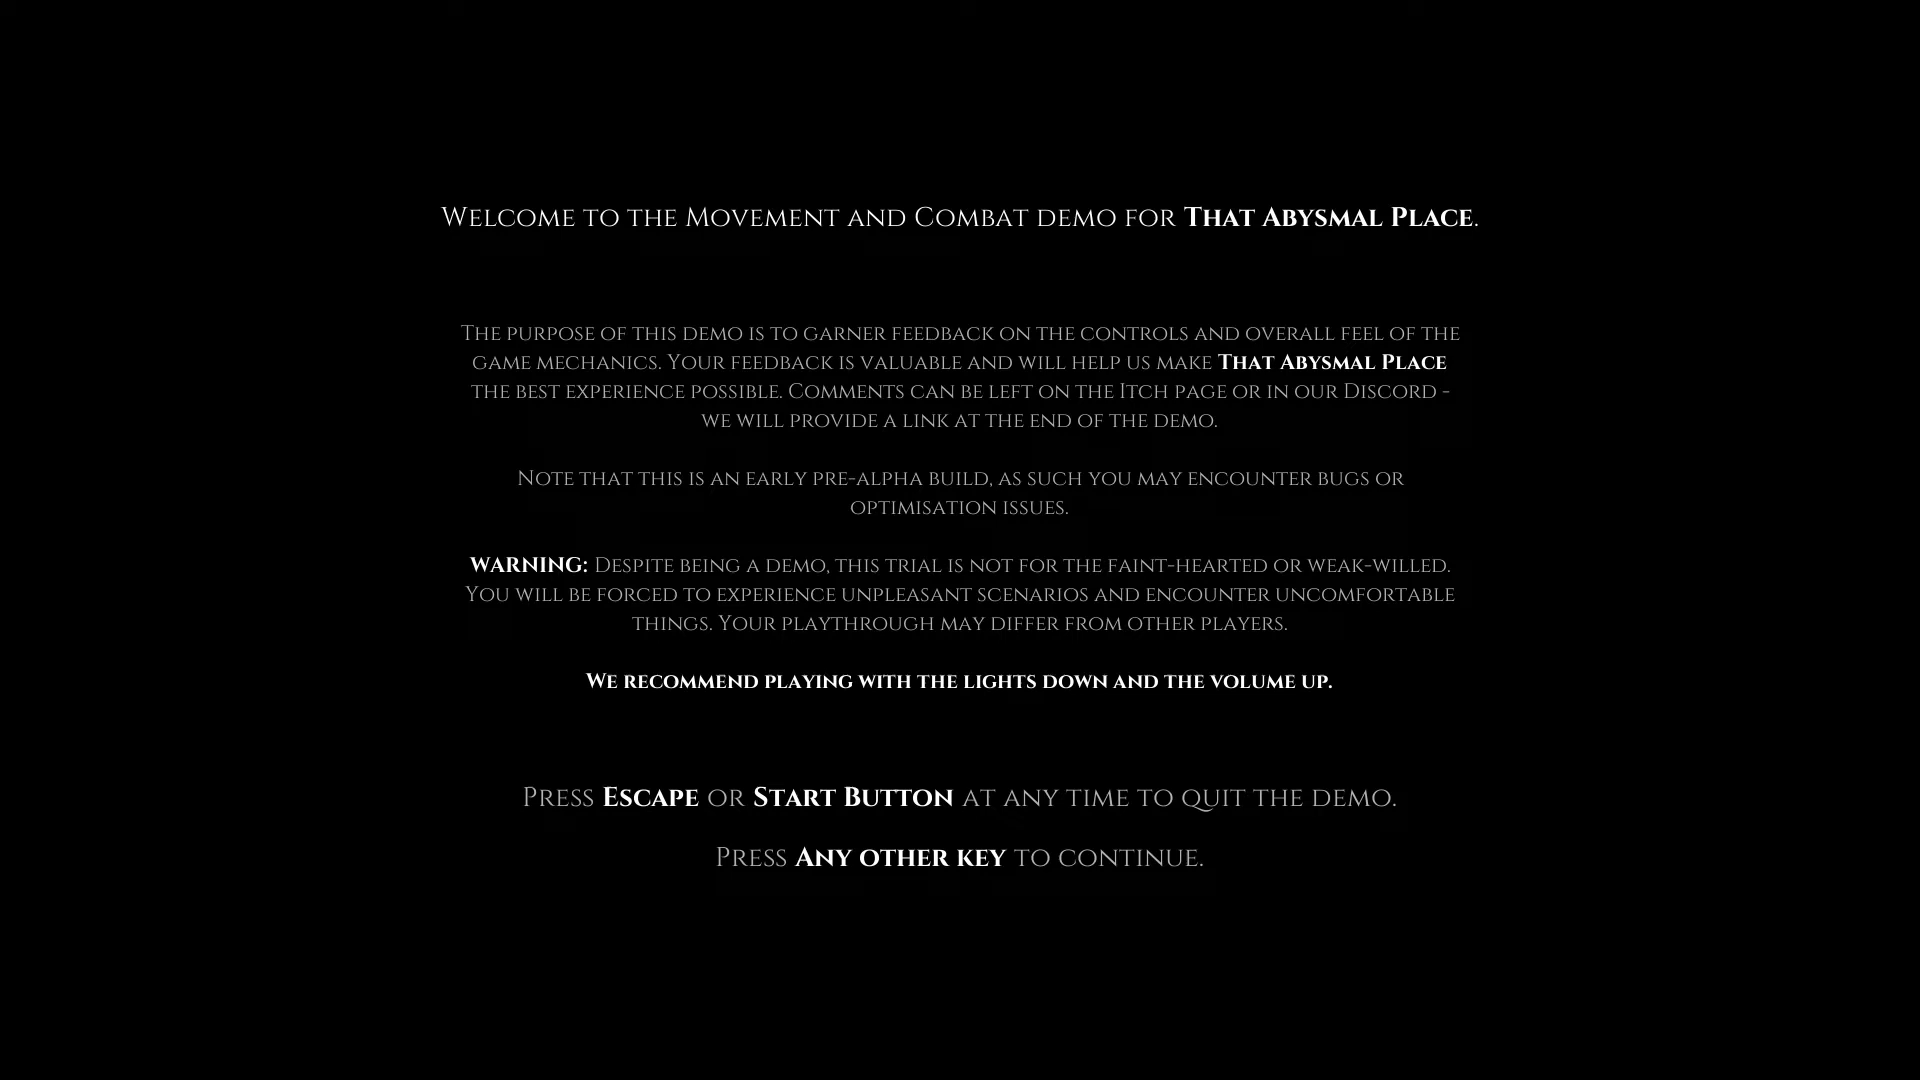 Welcome to the Movement and Combat demo for That Abysmal Place.
The purpose of this demo is to garner feedback on the controls and overall feel of the
game mechanics. Your feedback is valuable and will help us make That Abysmal Place
the best experience possible. Comments can be left on the Itch page or in our Discord -
we will provide a link at the end of the demo.
Note that this is an early pre-alpha build, as such you may encounter bugs or
optimisation issues.
WARNING: Despite being a demo, this trial is not for the faint-hearted or weak-willed.
You will be forced to experience unpleasant scenarios and encounter uncomfortable
things. Your playthrough may differ from other players.
We recommend playing with the lights down and the volume up.
Press Escape or Start Button at any time to quit the demo.
Press Any other key to continue.